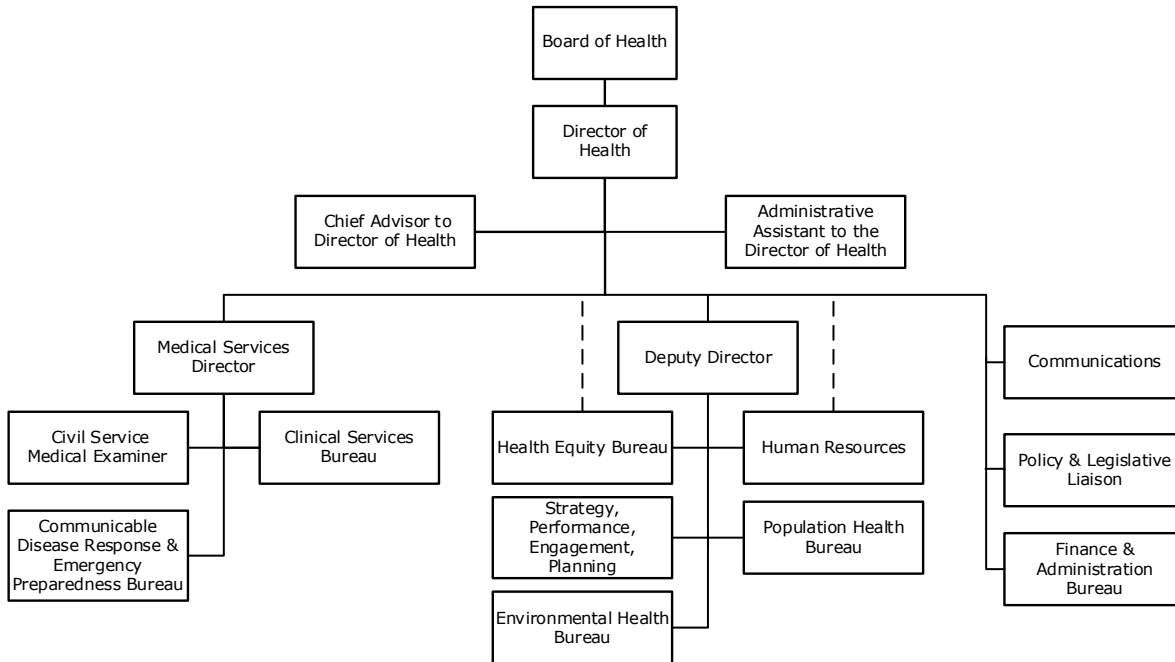 Board of Health
Director of
Health
Chief Advisor to
Director of Health
Administrative
Assistant to the
Director of Health
Medical Services
Director
Deputy Director
Communications
Civil Service
Medical Examiner
Clinical Services
Bureau
Health Equity Bureau
Human Resources
Policy & Legislative
Liaison
Communicable
Disease Response &
Emergency
Preparedness Bureau
Strategy,
Performance,
Engagement,
Planning
Population Health
Bureau
Finance &
Administration
Bureau
Environmental Health
Bureau